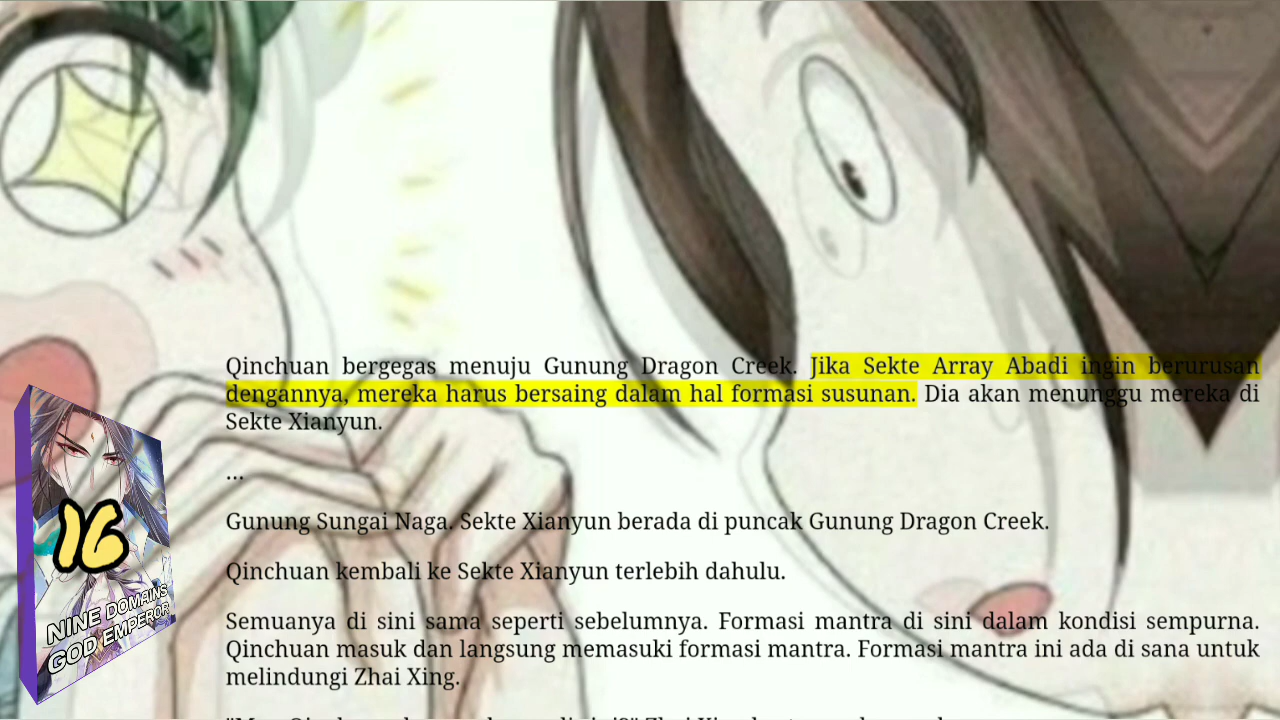 Qinchuan bergegas menuju Gunung Dragon Creek. Jika Sekte Array Abadi ingin berurusan
dengannya, mereka harus bersaing dalam hal formasi susunan. Dia akan menunggu mereka di
Sekte Xianyun.
...
Gunung Sungai Naga. Sekte Xianyun berada di puncak Gunung Dragon Creek.
Qinchuan kembali ke Sekte Xianyun terlebih dahulu.
Semuanya di sini sama seperti sebelumnya. Formasi mantra di sini dalam kondisi sempurna.
Qinchuan masuk dan langsung memasuki formasi mantra. Formasi mantra ini ada di sana untuk
melindungi Zhai Xing.
16
NINE DOMAINS
GOD EMPEROR